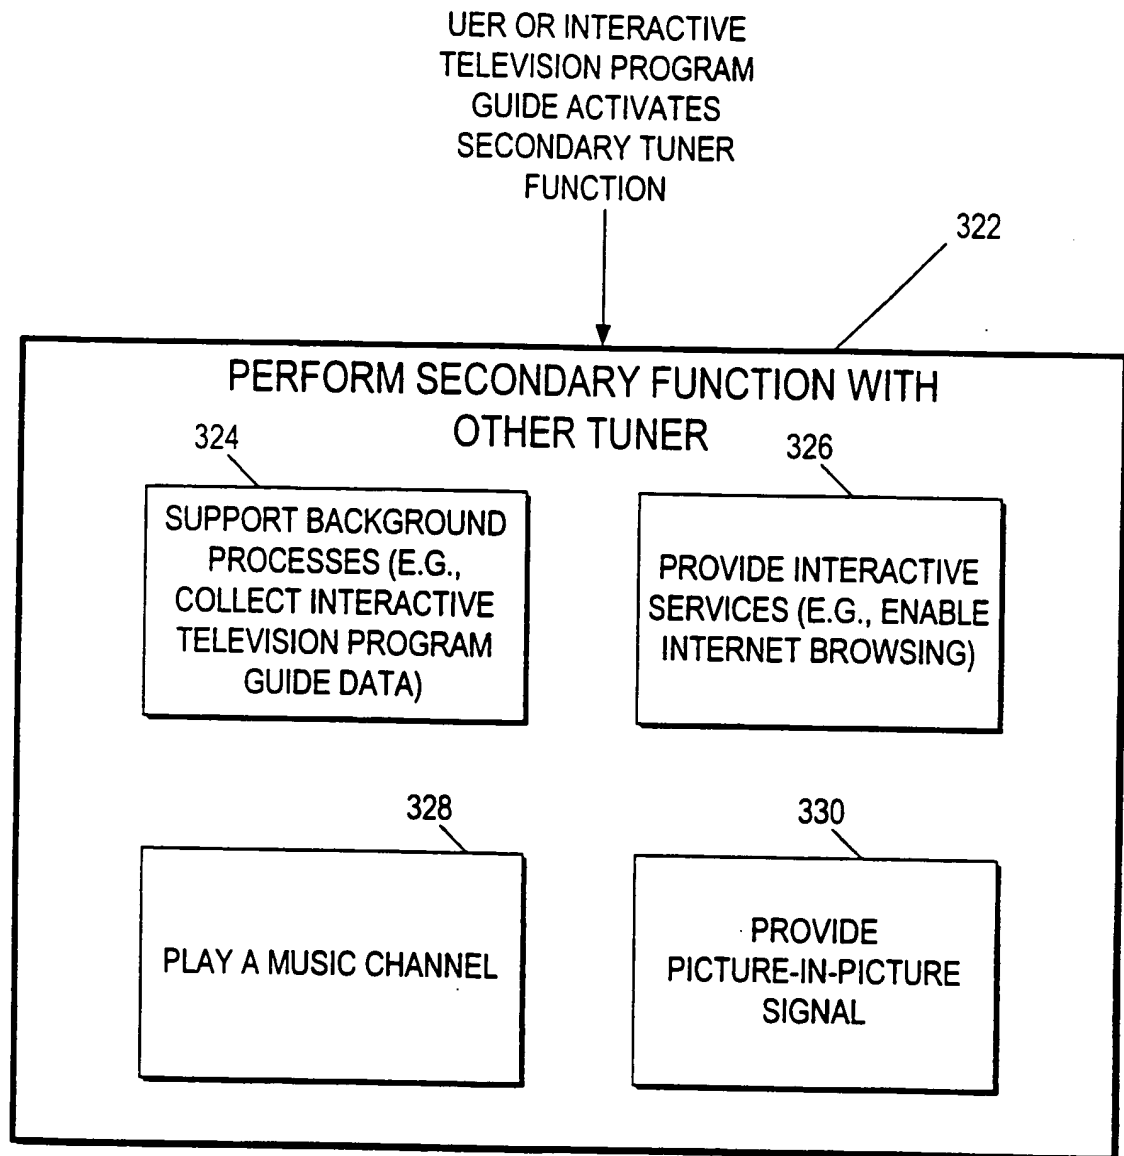 UER OR INTERACTIVE
TELEVISION PROGRAM
GUIDE ACTIVATES
SECONDARY TUNER
FUNCTION
322
PERFORM SECONDARY FUNCTION WITH
OTHER TUNER
324
SUPPORT BACKGROUND
PROCESSES (E.G.,
COLLECT INTERACTIVE
TELEVISION PROGRAM
GUIDE DATA)
326
PROVIDE INTERACTIVE
SERVICES (E.G., ENABLE
INTERNET BROWSING)
328
PLAY A MUSIC CHANNEL
330
PROVIDE
PICTURE-IN-PICTURE
SIGNAL